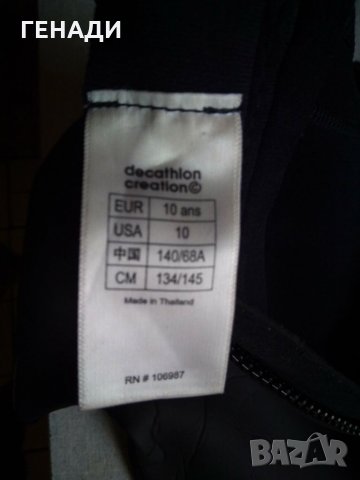 ГЕНАДИ
decathlon
creation©
EUR 10 ans
USA 10
中国 140/68A
CM 134/145
Made in Thailand
RN # 106987
BAZAR